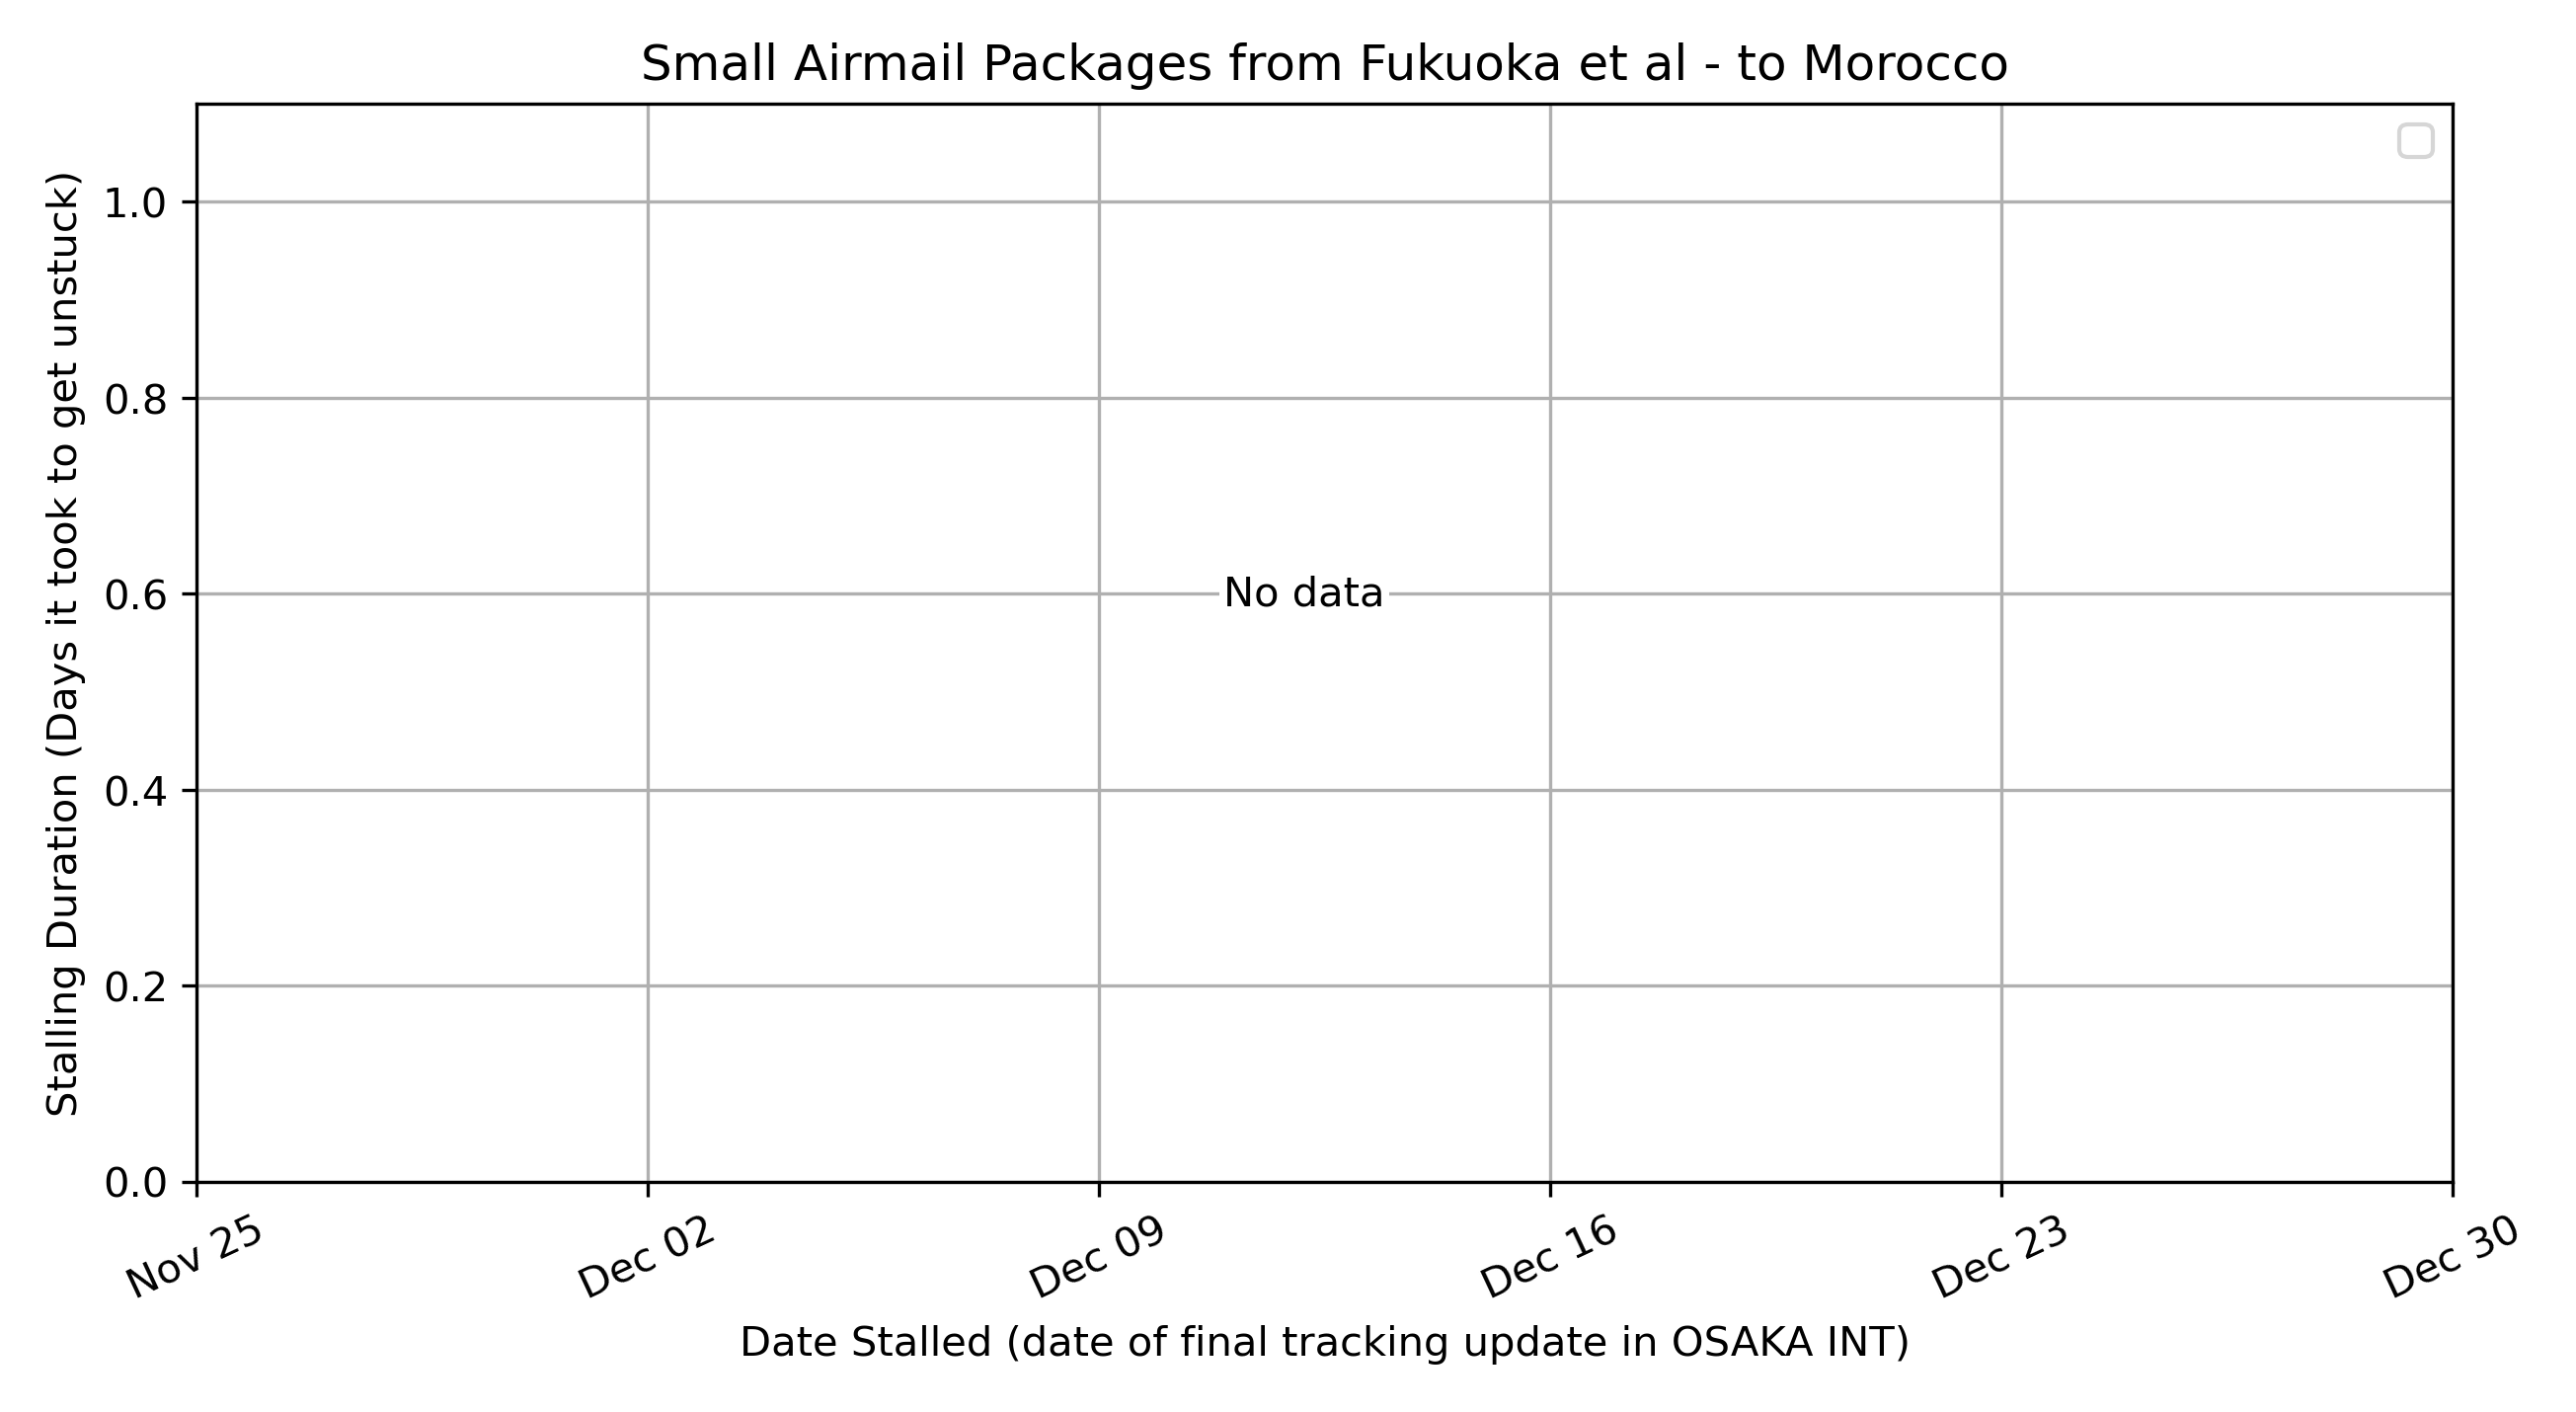 Small Airmail Packages from Fukuoka et al - to Morocco
Stalling Duration (Days it took to get unstuck)
1.0
0.8
0.6
0.4
0.2
0.0
No data
Nov 25
Dec 02
Dec 09
Dec 16
Dec 23
Dec 30
Date Stalled (date of final tracking update in OSAKA INT)